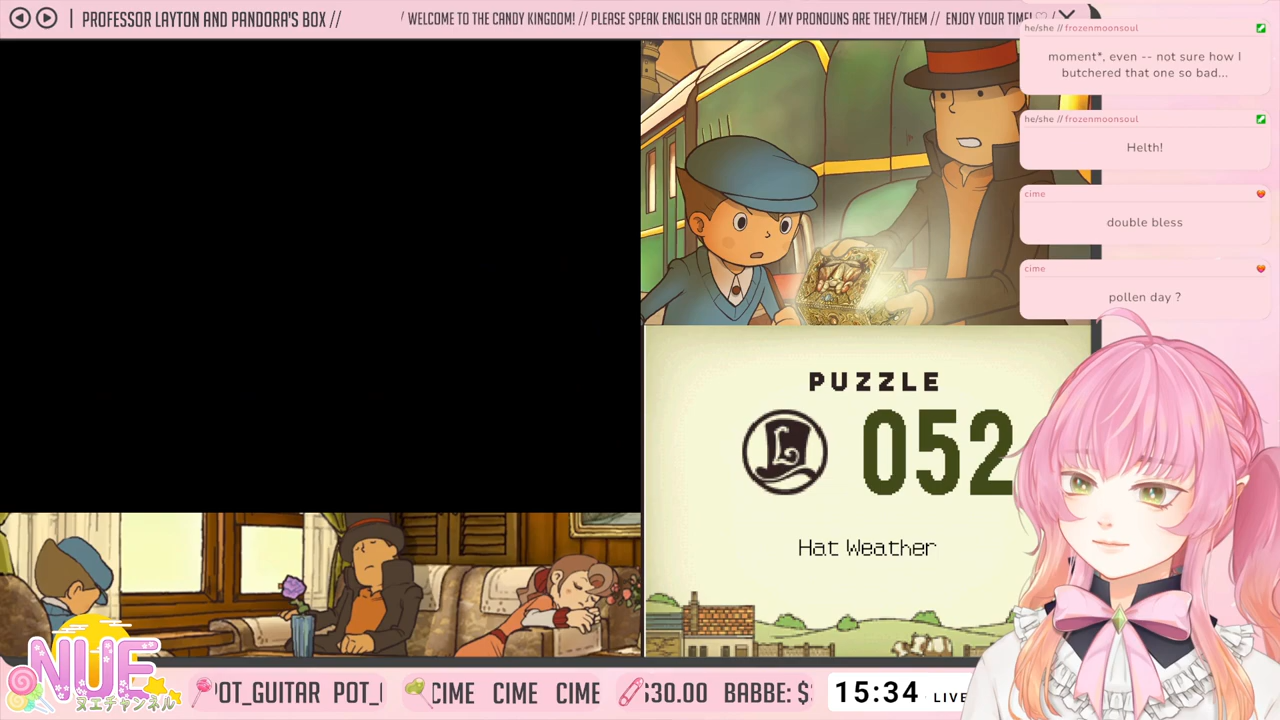 PROFESSOR LAYTON AND PANDORA'S BOX //
/ WELCOME TO THE CANDY KINGDOM! // PLEASE SPEAK ENGLISH OR GERMAN // MY PRONOUNS ARE THEY/THEM // ENJOY YOUR TIME! ♡ /
he/she // frozenmoonsoul
moment*, even -- not sure how I
butchered that one so bad...
he/she // frozenmoonsoul
Helth!
cime
double bless
cime
pollen day ?
PUZZLE
L 052
Hat Weather
NUE
ヌエチャンネル
POT_GUITAR POT_
CIME CIME CIME
$30.00 BABBE: $
15:34 LIVE